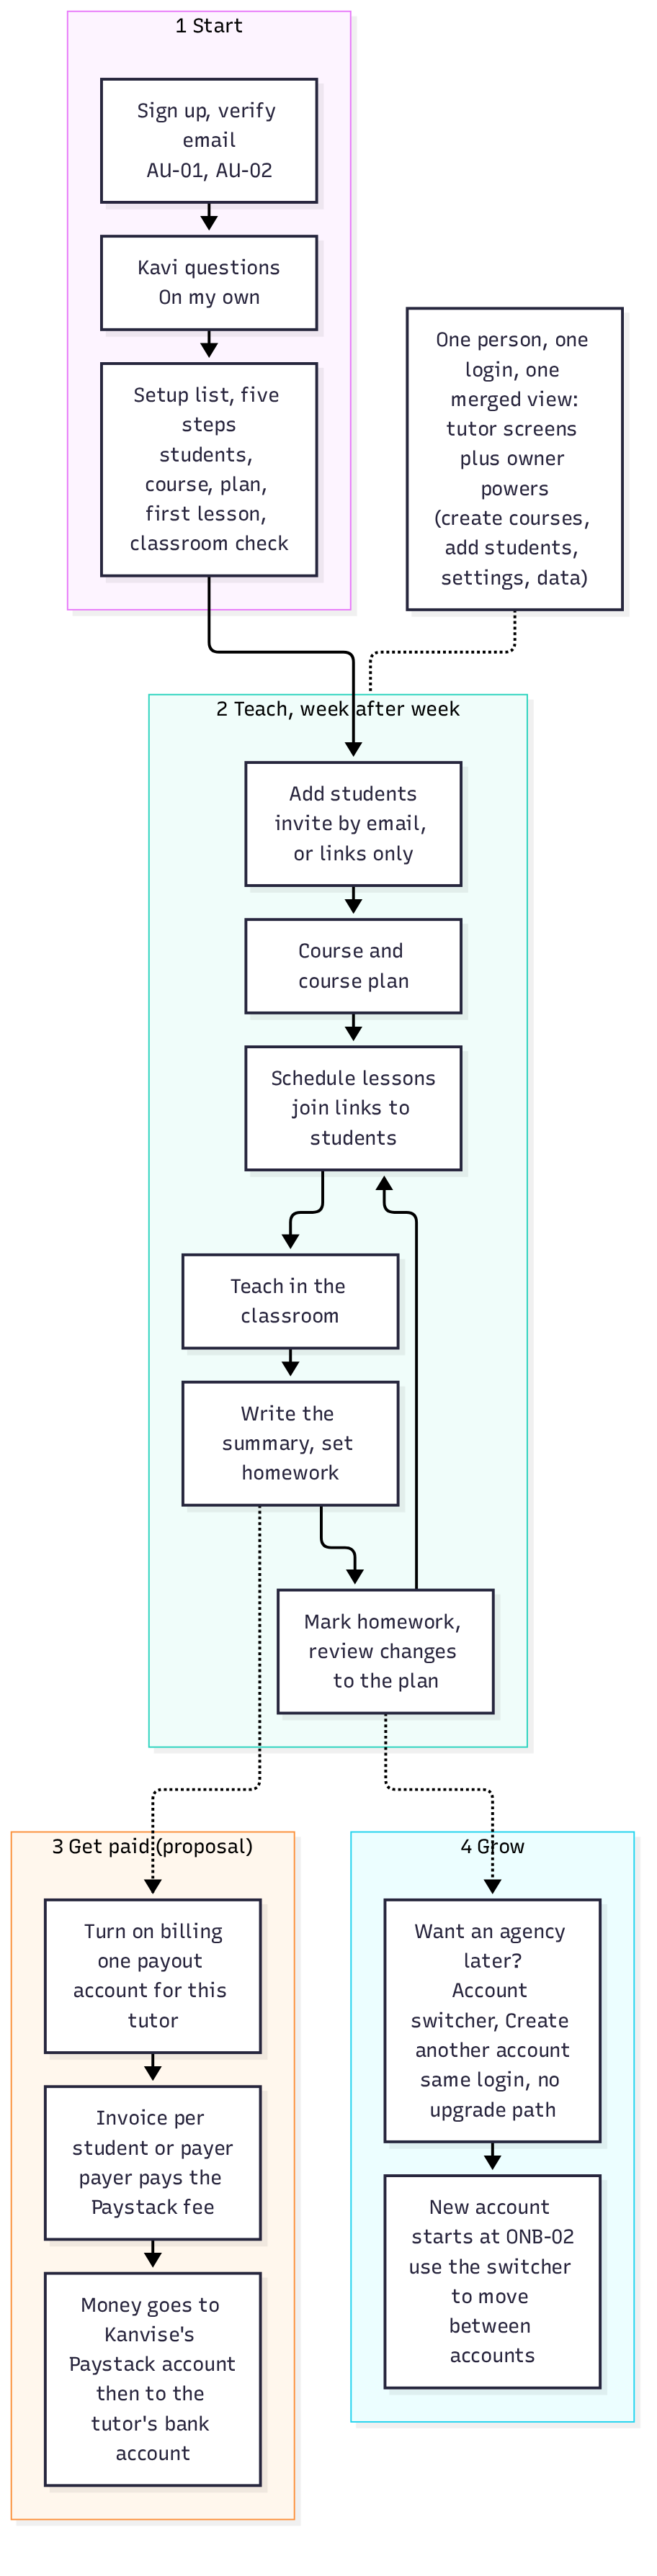 1 Start
Sign up, verify
email
AU-01, AU-02
Kavi questions
On my own
Setup list, five
steps
students,
course, plan,
first lesson,
classroom check
One person, one
login, one
merged view:
tutor screens
plus owner
powers
(create courses,
add students,
settings, data)
2 Teach, week after week
Add students
invite by email,
or links only
Course and
course plan
Schedule lessons
join links to
students
Teach in the
classroom
Write the
summary, set
homework
Mark homework,
review changes
to the plan
3 Get paid (proposal)
Turn on billing
one payout
account for this
tutor
Invoice per
student or payer
payer pays the
Paystack fee
Money goes to
Kanvise's
Paystack account
then to the
tutor's bank
account
4 Grow
Want an agency
later?
Account
switcher, Create
another account
same login, no
upgrade path
New account
starts at ONB-02
use the switcher
to move
between
accounts